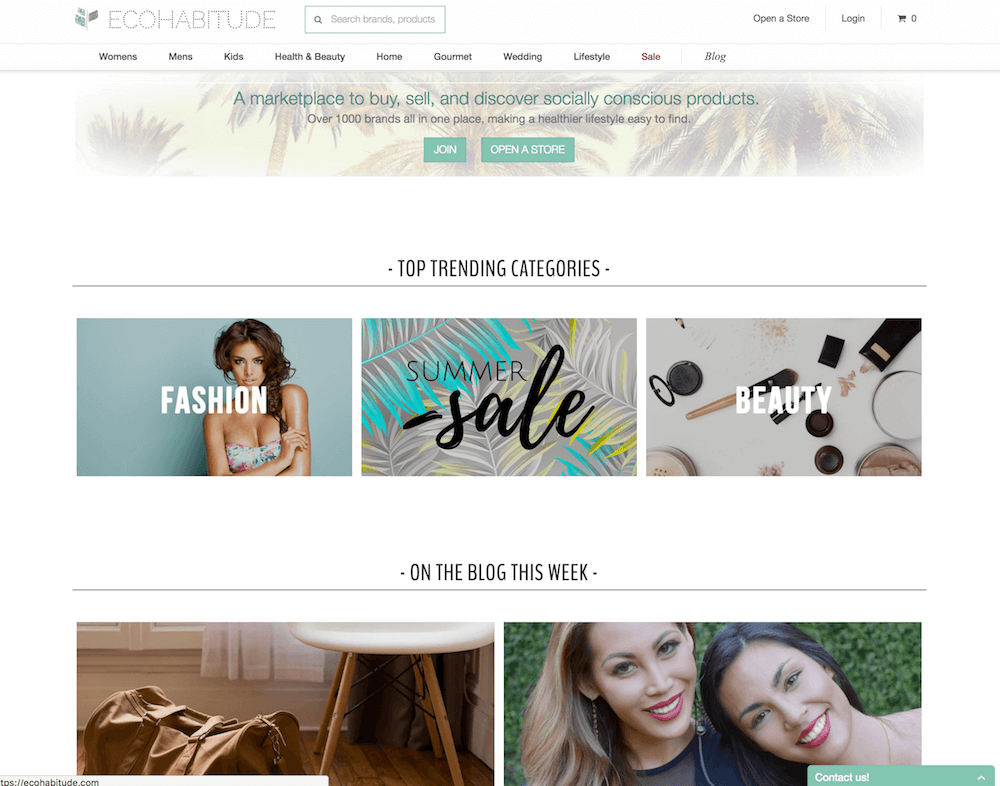 ECOHABITUDE
Search brands, products
Open a Store
Login
0
Womens
Mens
Kids
Health & Beauty
Home
Gourmet
Wedding
Lifestyle
Sale
Blog
A marketplace to buy, sell, and discover socially conscious products.
Over 1000 brands all in one place, making a healthier lifestyle easy to find.
JOIN
OPEN A STORE
- TOP TRENDING CATEGORIES -
FASHION
SUMMER
-sale
BEAUTY
- ON THE BLOG THIS WEEK -
tps://ecohabitude.com
Contact us!